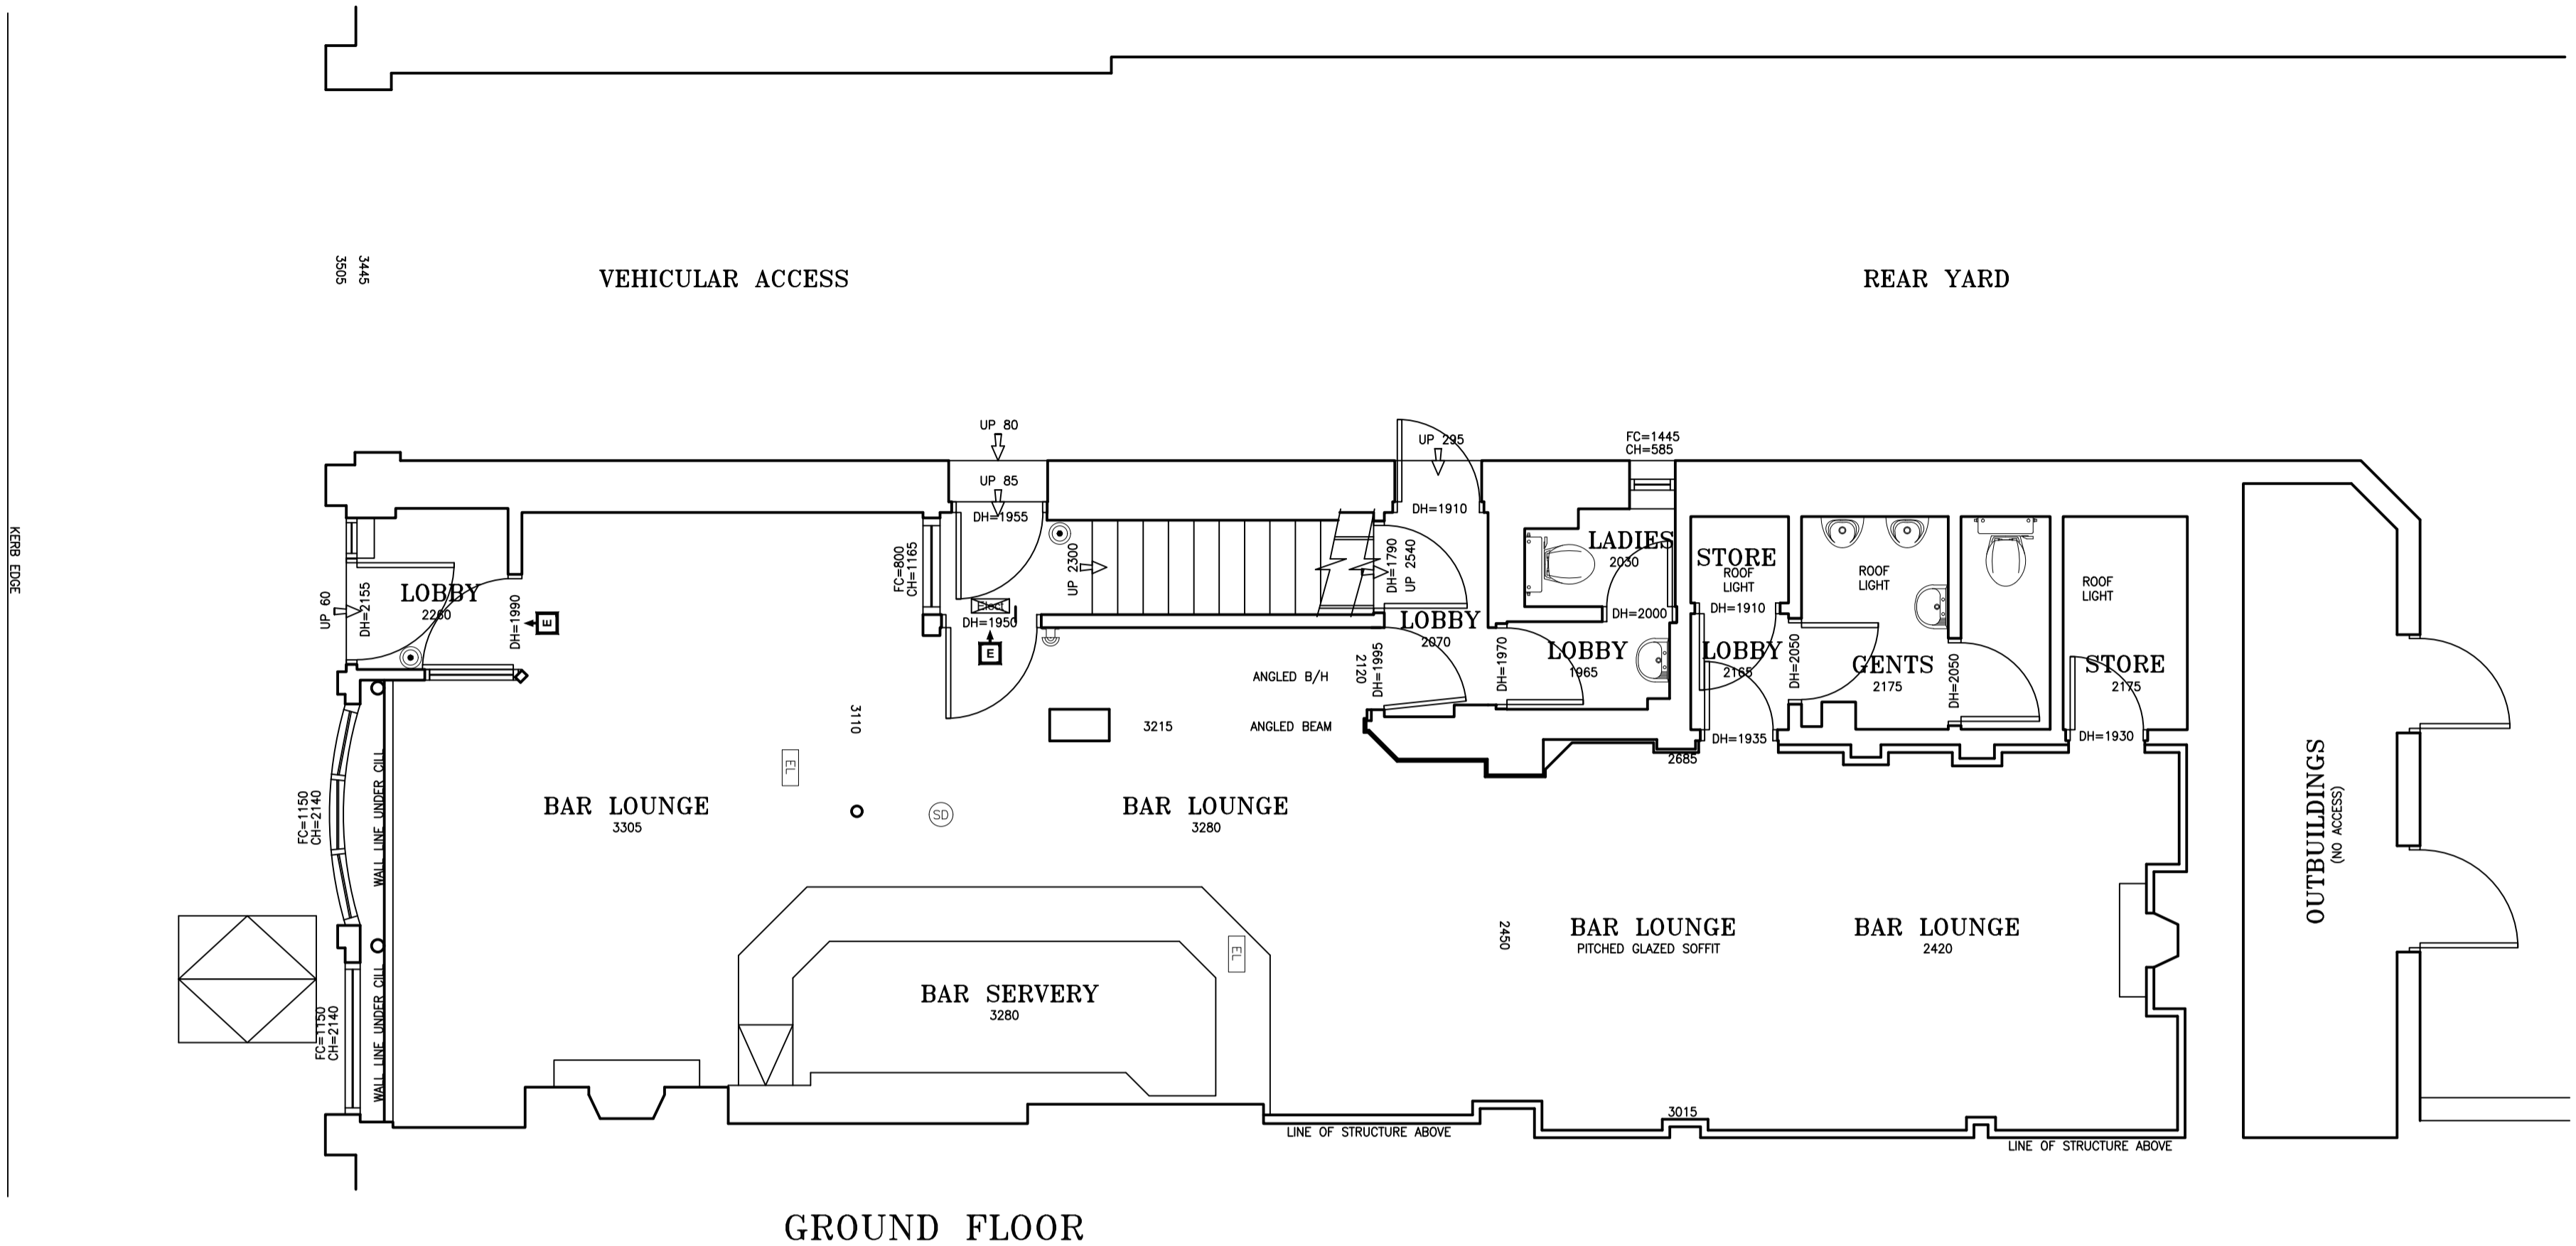 3505
3445
VEHICULAR ACCESS
REAR YARD
KERB EDGE
UP 80
UP 295
FC=1445
CH=585
UP 85
DH=1955
DH=1910
FC=800
CH=1165
UP 2300
DH=1790
UP 2540
LADIES
2030
STORE
ROOF
LIGHT
ROOF
LIGHT
ROOF
LIGHT
UP 60
DH=2155
LOBBY
2260
DH=1990
E
Elect
DH=1950
E
LOBBY
2070
DH=2000
DH=1910
2120
DH=1995
DH=1970
LOBBY
1965
LOBBY
2165
DH=2050
GENTS
2175
DH=2050
STORE
2175
ANGLED B/H
3110
3215
ANGLED BEAM
DH=1935
DH=1930
2685
EL
SD
BAR LOUNGE
3305
BAR LOUNGE
3280
FC=1150
CH=2140
WALL LINE UNDER CILL
OUTBUILDINGS
(NO ACCESS)
2450
BAR LOUNGE
PITCHED GLAZED SOFFIT
BAR LOUNGE
2420
EL
BAR SERVERY
3280
FC=1150
CH=2140
WALL LINE UNDER CILL
3015
LINE OF STRUCTURE ABOVE
LINE OF STRUCTURE ABOVE
GROUND FLOOR